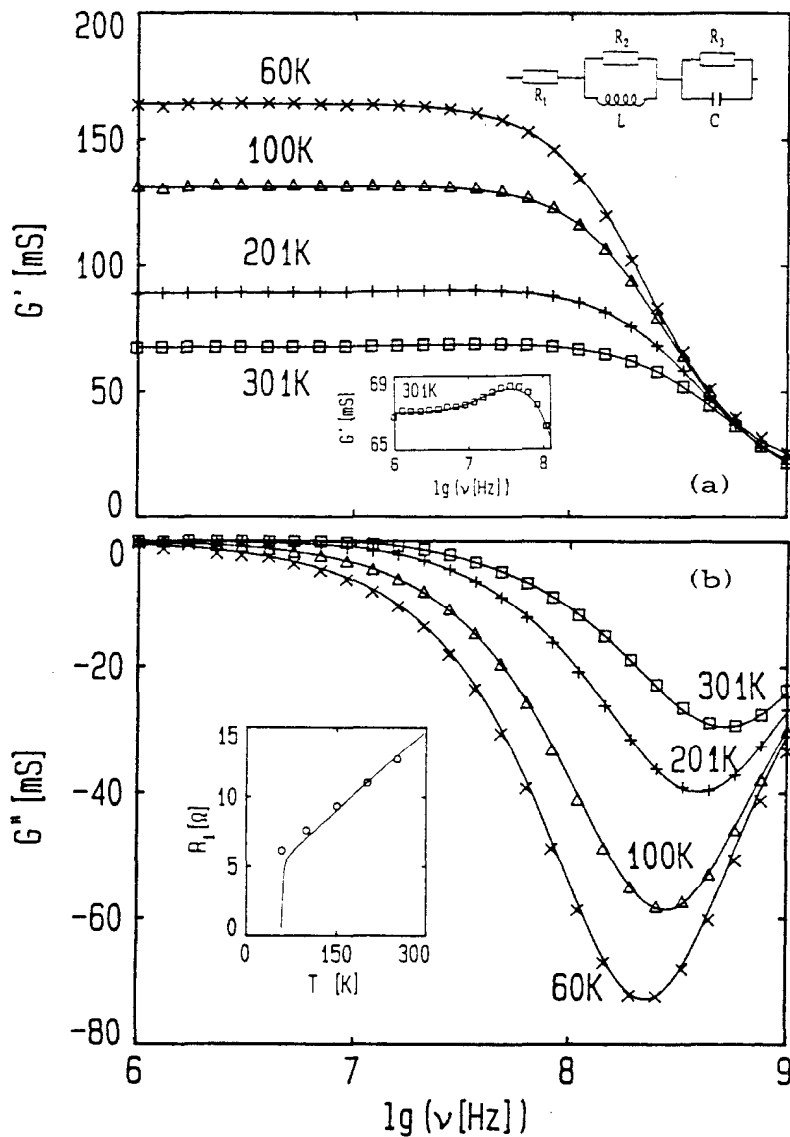 200
150
100
50
0
G' [mS]
60K
100K
201K
301K
R₁
R₂
L
R₃
C
301K
69
65
G' [mS]
6 7 8
lg(ν[Hz])
(a)
0
-20
-40
-60
-80
G" [mS]
(b)
301K
201K
100K
60K
15
10
5
0
R₁ [Ω]
150 300
T [K]
6 7 8 9
lg(ν[Hz])